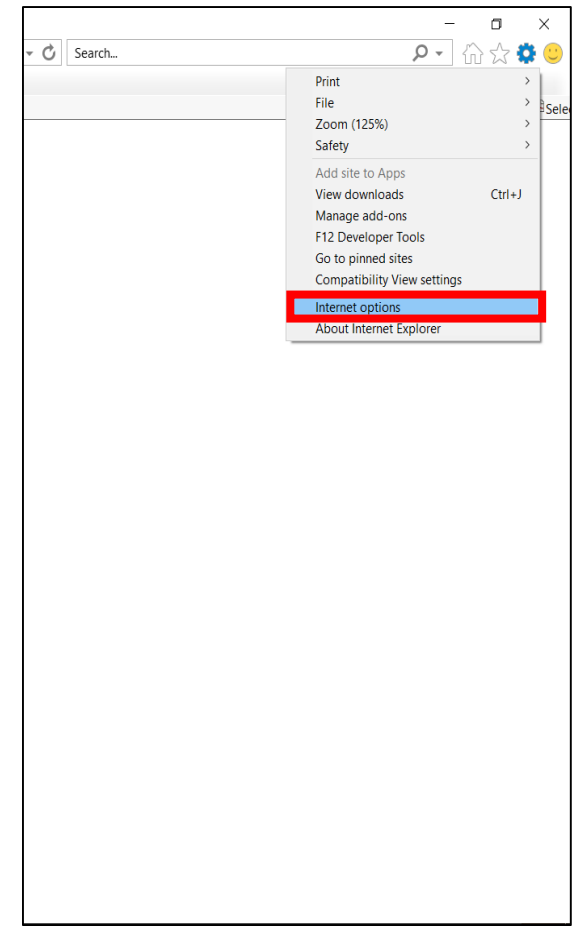 Search...
Print
File
Zoom (125%)
Safety
Add site to Apps
View downloads Ctrl+J
Manage add-ons
F12 Developer Tools
Go to pinned sites
Compatibility View settings
Internet options
About Internet Explorer